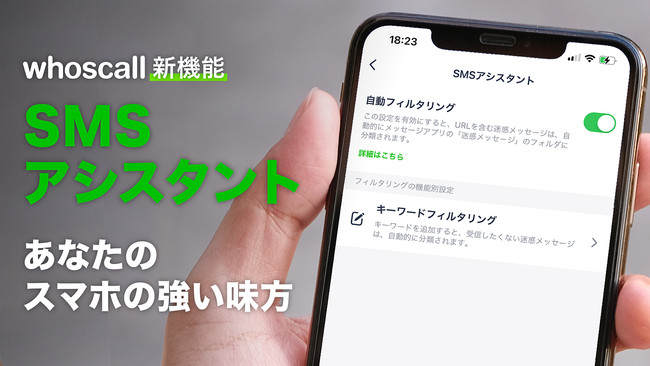 whoscall 新機能
SMS
アシスタント
あなたの
スマホの強い味方
18:23
SMSアシスタント
自動フィルタリング
この設定を有効にすると、URLを含む迷惑メッセージは、自
動的にメッセージアプリの「迷惑メッセージ」のフォルダに
分類されます。
詳細はこちら
フィルタリングの機能別設定
キーワードフィルタリング
キーワードを追加すると、受信したくない迷惑メッセージ
は、自動的に分類されます。